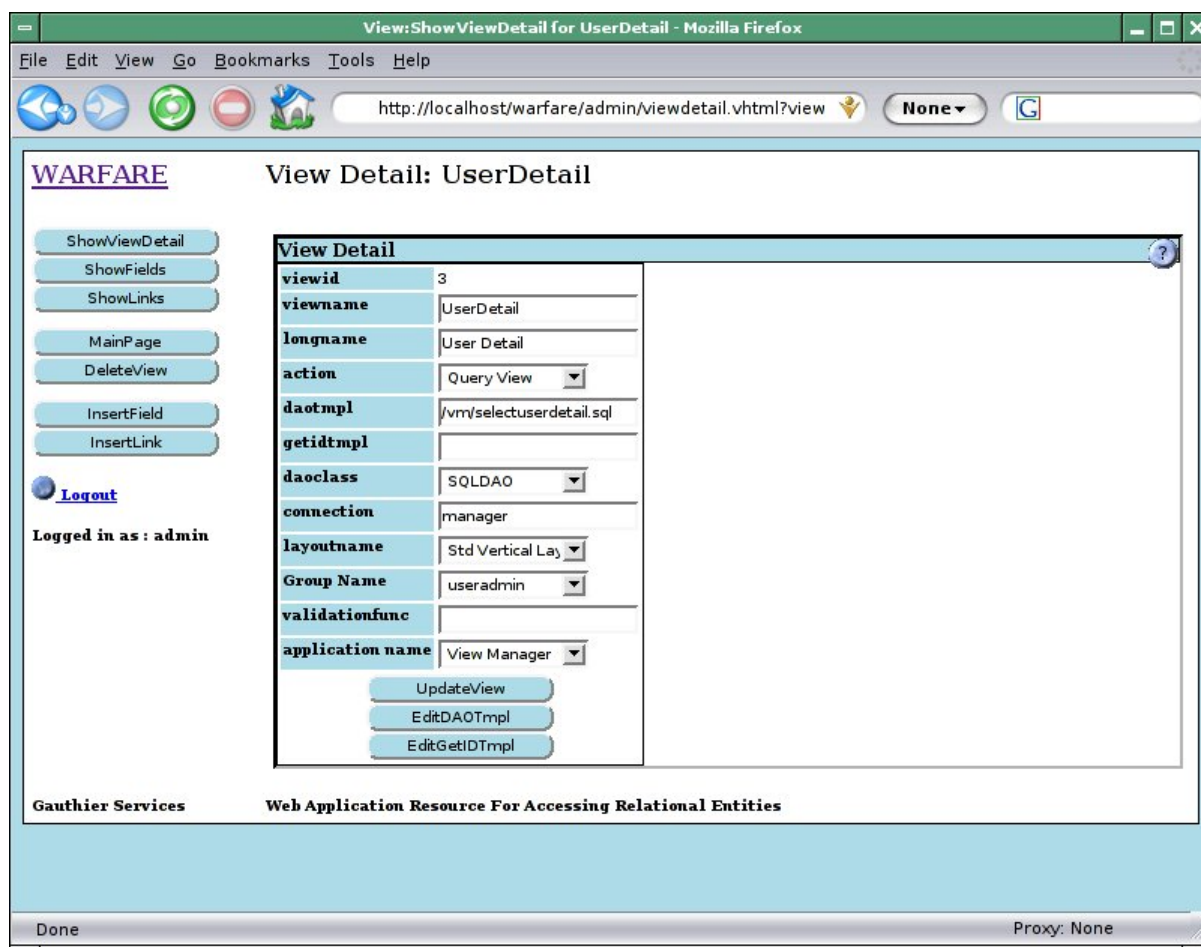 View:ShowViewDetail for UserDetail - Mozilla Firefox
File Edit View Go Bookmarks Tools Help
http://localhost/warfare/admin/viewdetail.vhtml?view None G
WARFARE View Detail: UserDetail
ShowViewDetail
ShowFields
ShowLinks
MainPage
DeleteView
InsertField
InsertLink
Logout
Logged in as : admin
View Detail ?
viewid 3
viewname UserDetail
longname User Detail
action Query View
daotmpl /vm/selectuserdetail.sql
getidtmpl
daoclass SQLDAO
connection manager
layoutname Std Vertical Lay
Group Name useradmin
validationfunc
application name View Manager
UpdateView
EditDAOTmpl
EditGetIDTmpl
Gauthier Services Web Application Resource For Accessing Relational Entities
Done Proxy: None